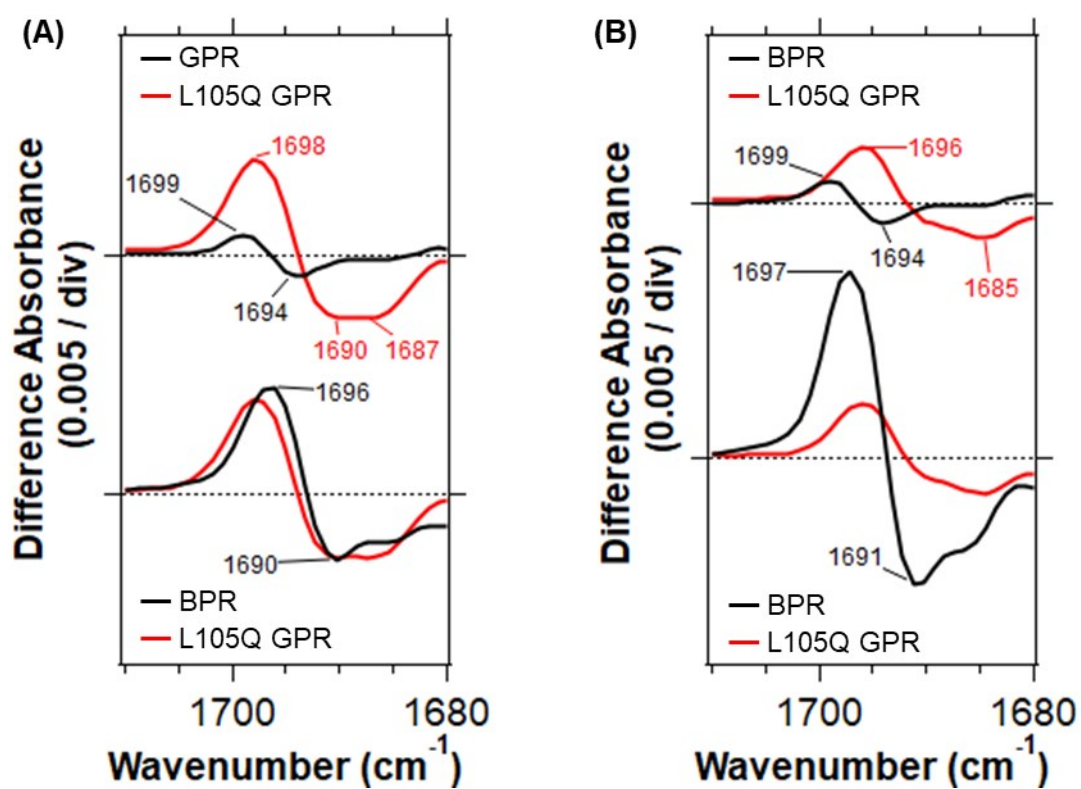 (A)
GPR
L105Q GPR
1698
1699
1694
1690
1687
1696
1690
BPR
L105Q GPR
Difference Absorbance
(0.005 / div)
1700
1680
Wavenumber (cm-1)
(B)
BPR
L105Q GPR
1699
1696
1694
1685
1697
1691
BPR
L105Q GPR
Difference Absorbance
(0.005 / div)
1700
1680
Wavenumber (cm-1)